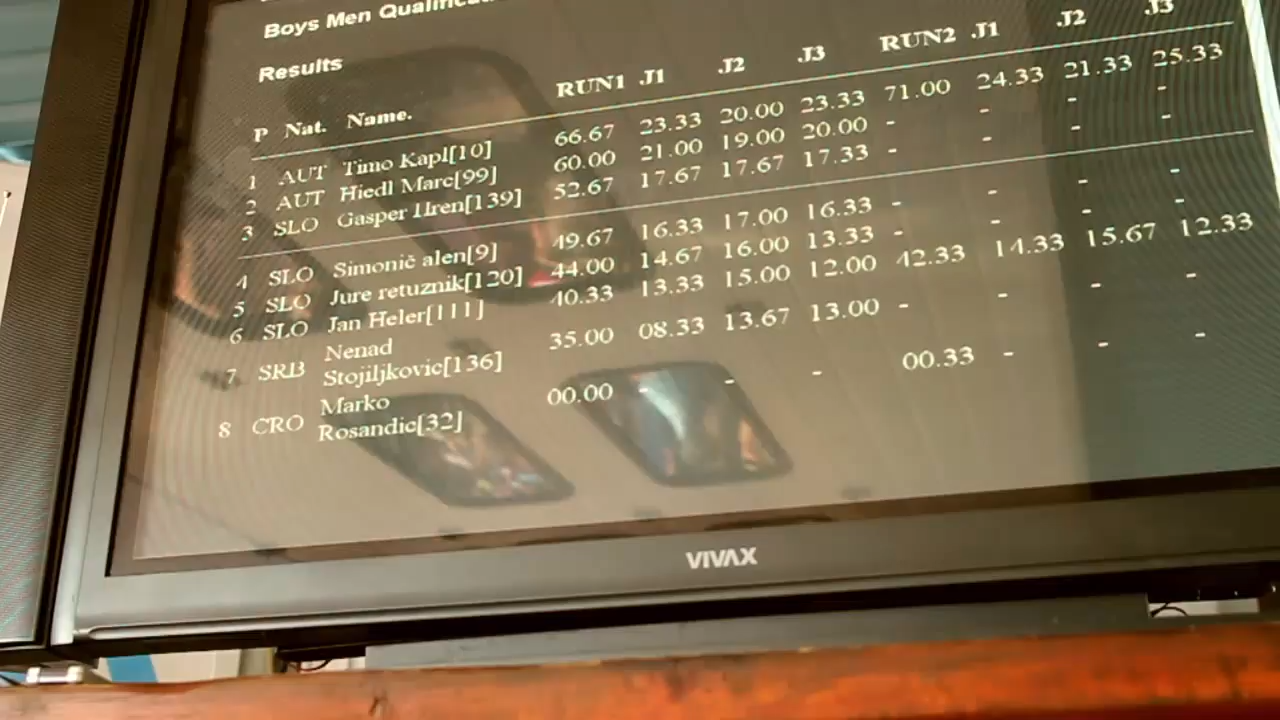 Boys Men
Results
P Nat. Name. RUN1 J1 J2 J3 RUN2 J1 J2 J3
1 AUT Timo Kapl[10] 66.67 23.33 20.00 23.33 71.00 24.33 21.33 25.33
2 AUT Hiedl Marc[99] 60.00 21.00 19.00 20.00 - - - -
3 SLO Gasper Uren[139] 52.67 17.67 17.67 17.33 - - - -
4 SLO Simonič alen[9] 49.67 16.33 17.00 16.33 - - - -
5 SLO Jure retuznik[120] 44.00 14.67 16.00 13.33 - - - -
6 SLO Jan Heler[111] 40.33 13.33 15.00 12.00 42.33 14.33 15.67 12.33
7 SRB Nenad
Stojiljkovic[136] 35.00 08.33 13.67 13.00 - - - -
8 CRO Marko
Rosandic[32] 00.00 - - - 00.33 - - -
VIVAX